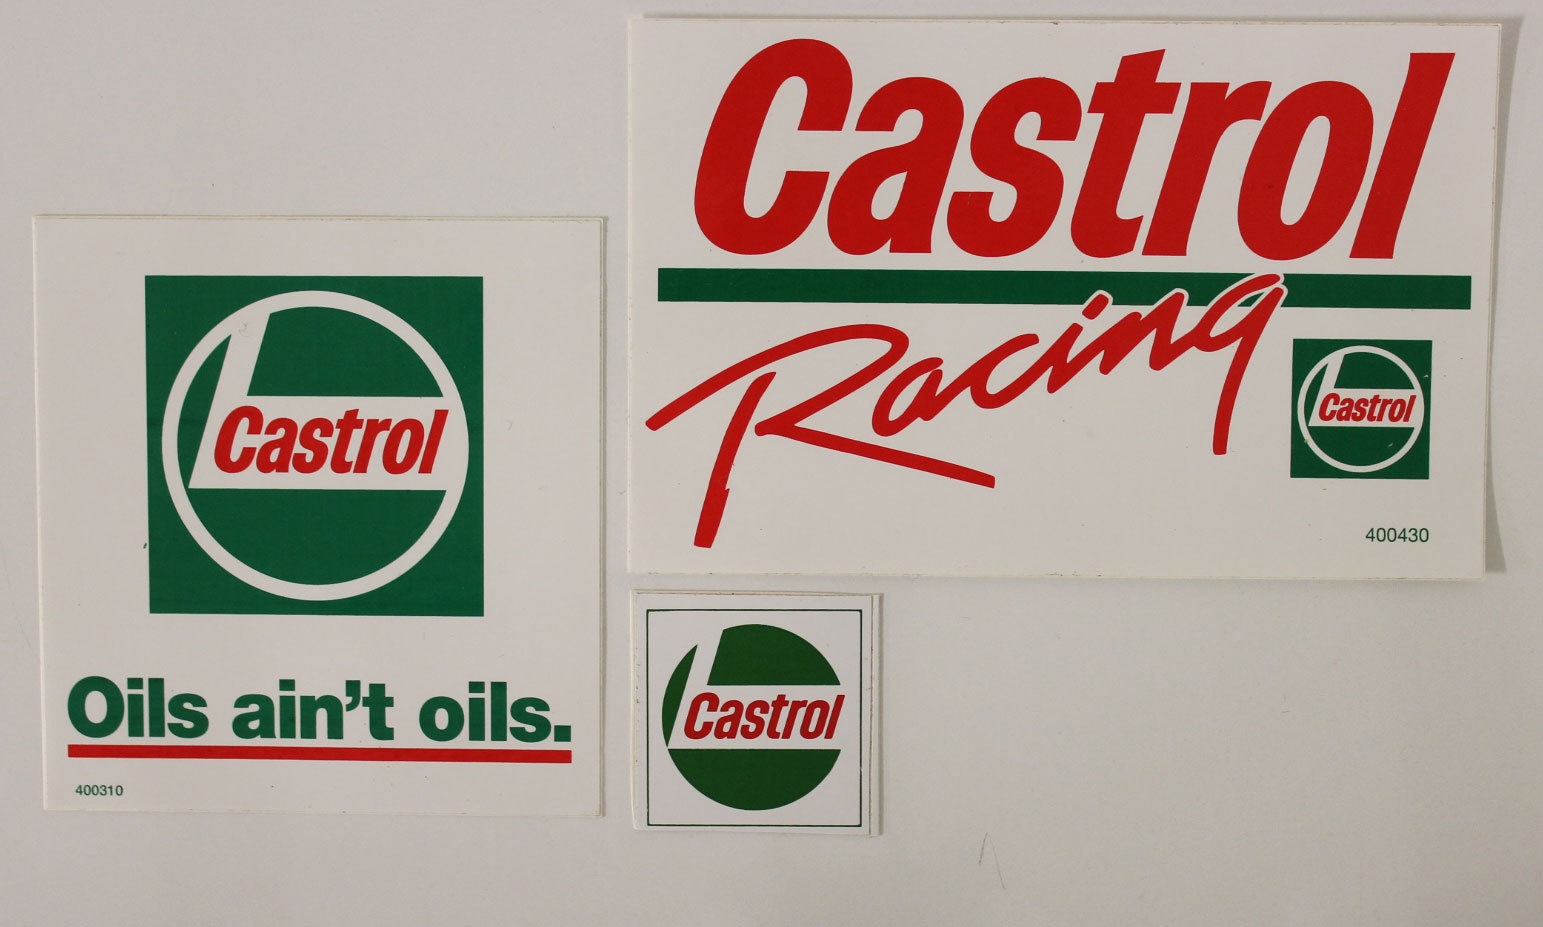 Castrol
Oils ain't oils.
400310
Castrol
Racing
Castrol
400430
Castrol